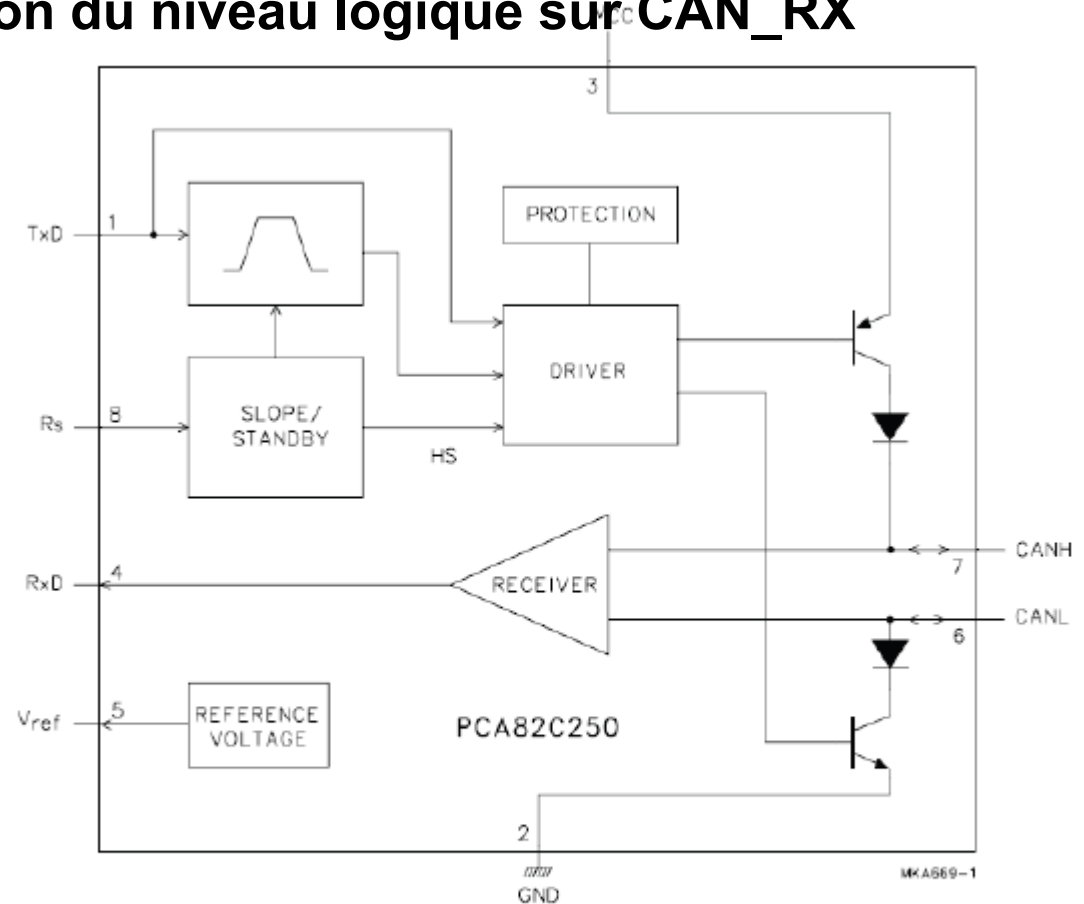 on du niveau logique sur CAN_RX
VCC
3
1
TxD
PROTECTION
DRIVER
8
Rs
SLOPE/
STANDBY
HS
CANH
7
4
RxD
RECEIVER
CANL
6
5
Vref
REFERENCE
VOLTAGE
PCA82C250
2
MKA669-1
GND